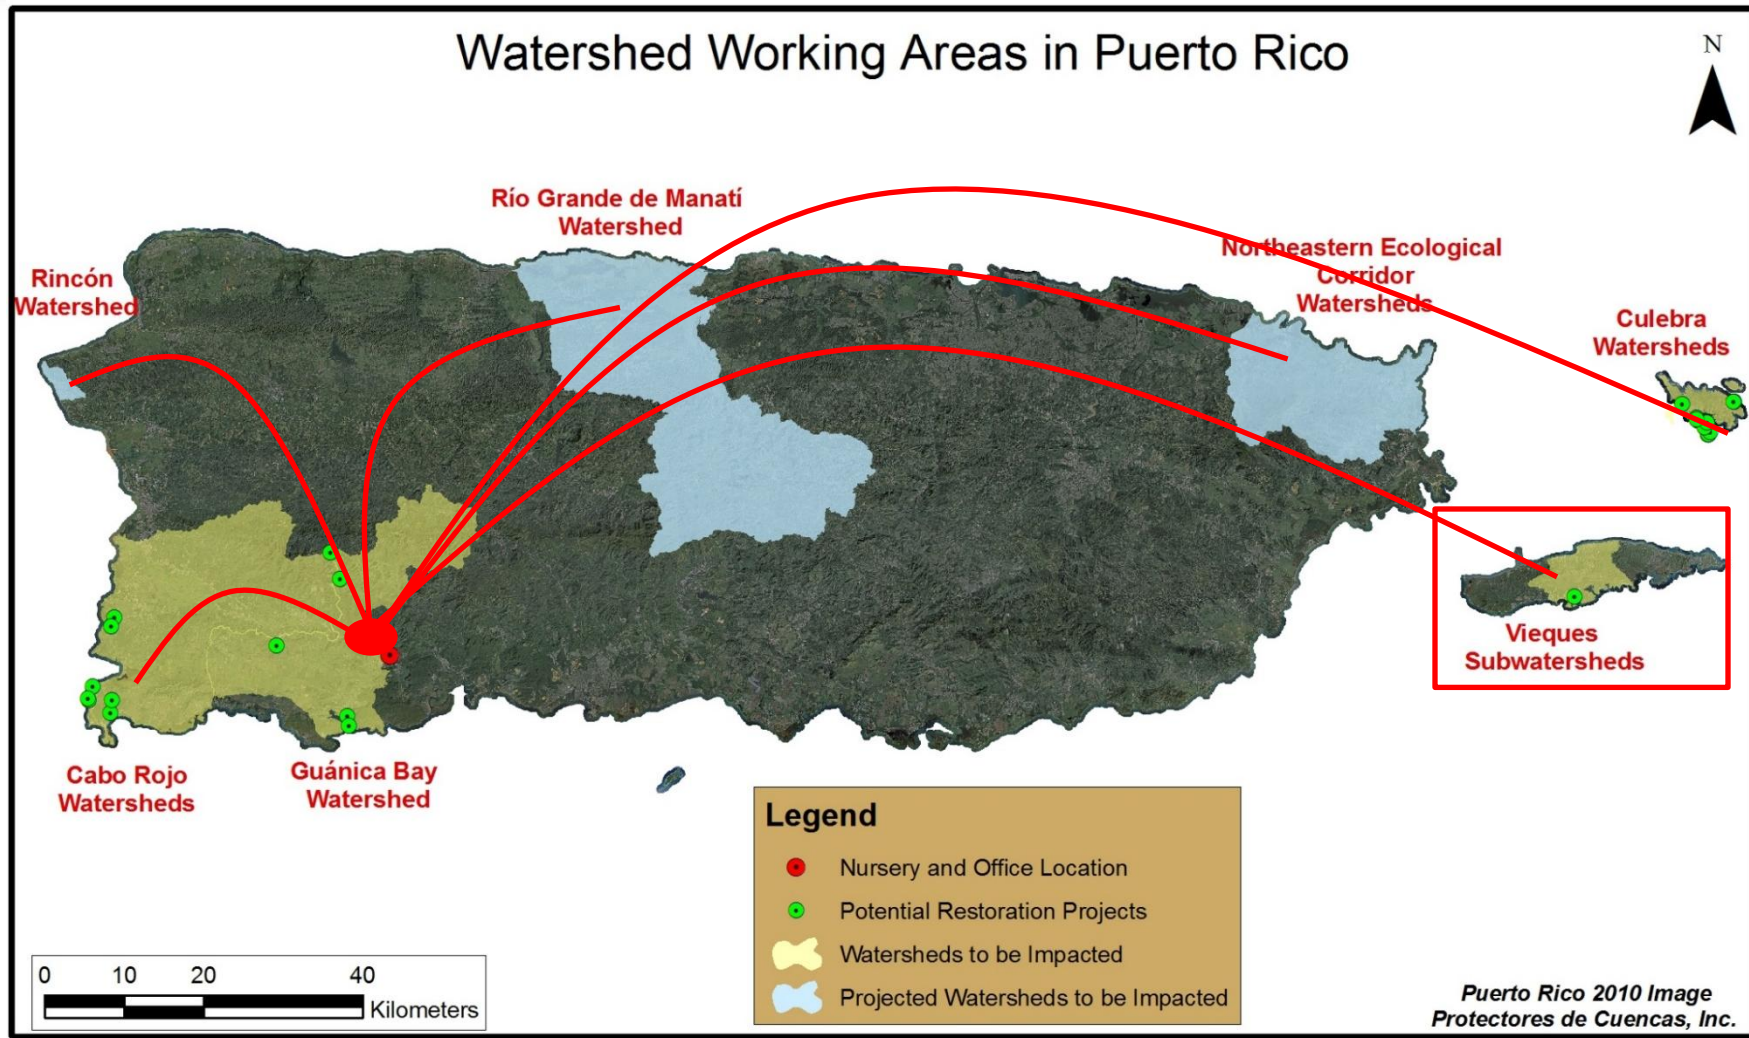 Watershed Working Areas in Puerto Rico
N
Río Grande de Manatí
Watershed
Northeastern Ecological
Corridor
Watersheds
Rincón
Watershed
Culebra
Watersheds
Vieques
Subwatersheds
Cabo Rojo
Watersheds
Guánica Bay
Watershed
Legend
Nursery and Office Location
Potential Restoration Projects
Watersheds to be Impacted
Projected Watersheds to be Impacted
0 10 20 40
Kilometers
Puerto Rico 2010 Image
Protectores de Cuencas, Inc.